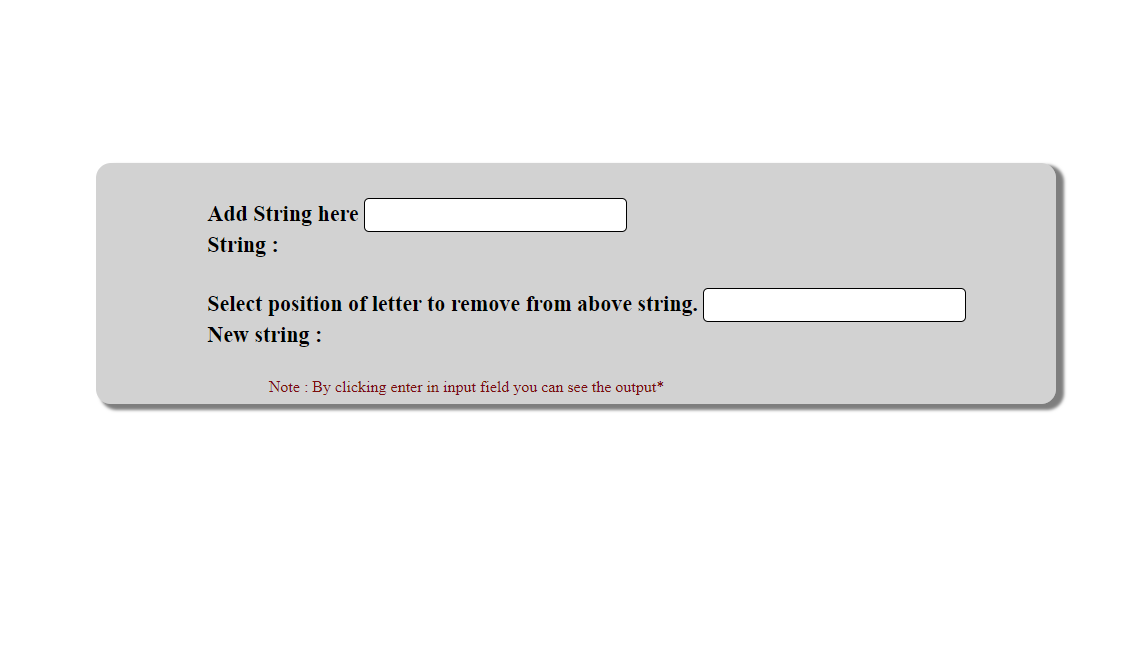 Add String here
String :
Select position of letter to remove from above string.
New string :
Note : By clicking enter in input field you can see the output*